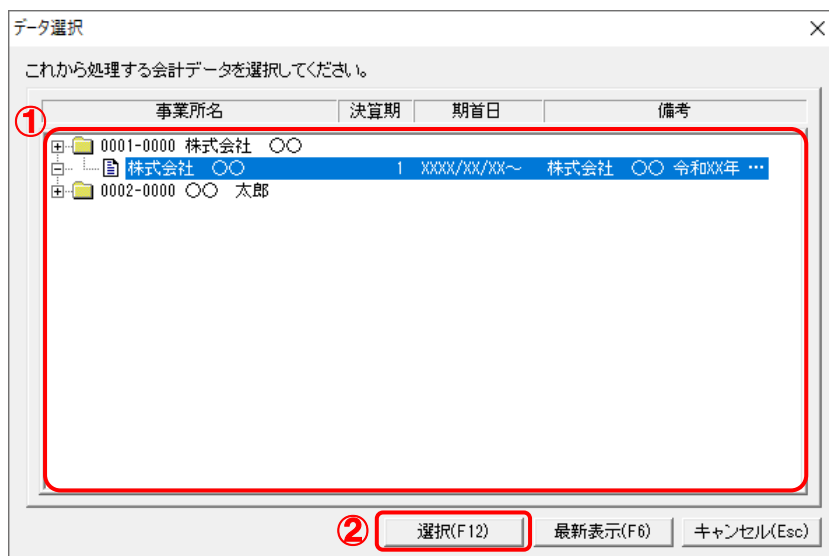 データ選択
これから処理する会計データを選択してください。
事業所名 決算期 期首日 備考
①
0001-0000 株式会社 〇〇
株式会社 〇〇 1 XXXX/XX/XX～ 株式会社 〇〇 令和XX年 …
0002-0000 〇〇 太郎
② 選択(F12) 最新表示(F6) キャンセル(Esc)